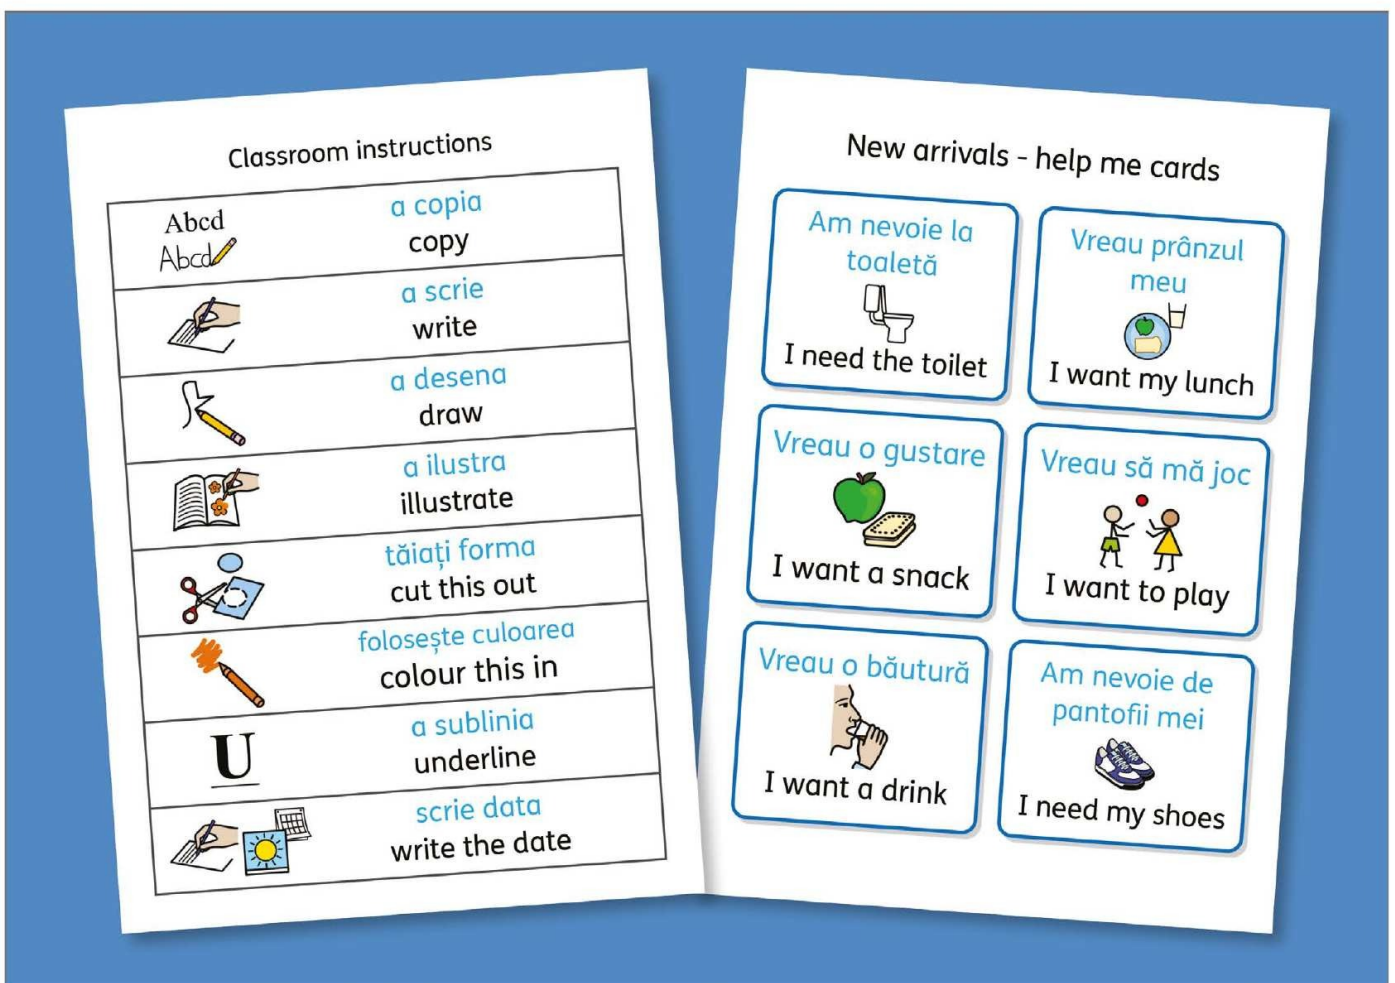 Classroom instructions
Abcd
Abcd
a copia
copy
a scrie
write
a desena
draw
a ilustra
illustrate
tăiați forma
cut this out
folosește culoarea
colour this in
U
a sublinia
underline
scrie data
write the date
New arrivals - help me cards
Am nevoie la
toaletă
I need the toilet
Vreau prânzul
meu
I want my lunch
Vreau o gustare
I want a snack
Vreau să mă joc
I want to play
Vreau o băutură
I want a drink
Am nevoie de
pantofii mei
I need my shoes